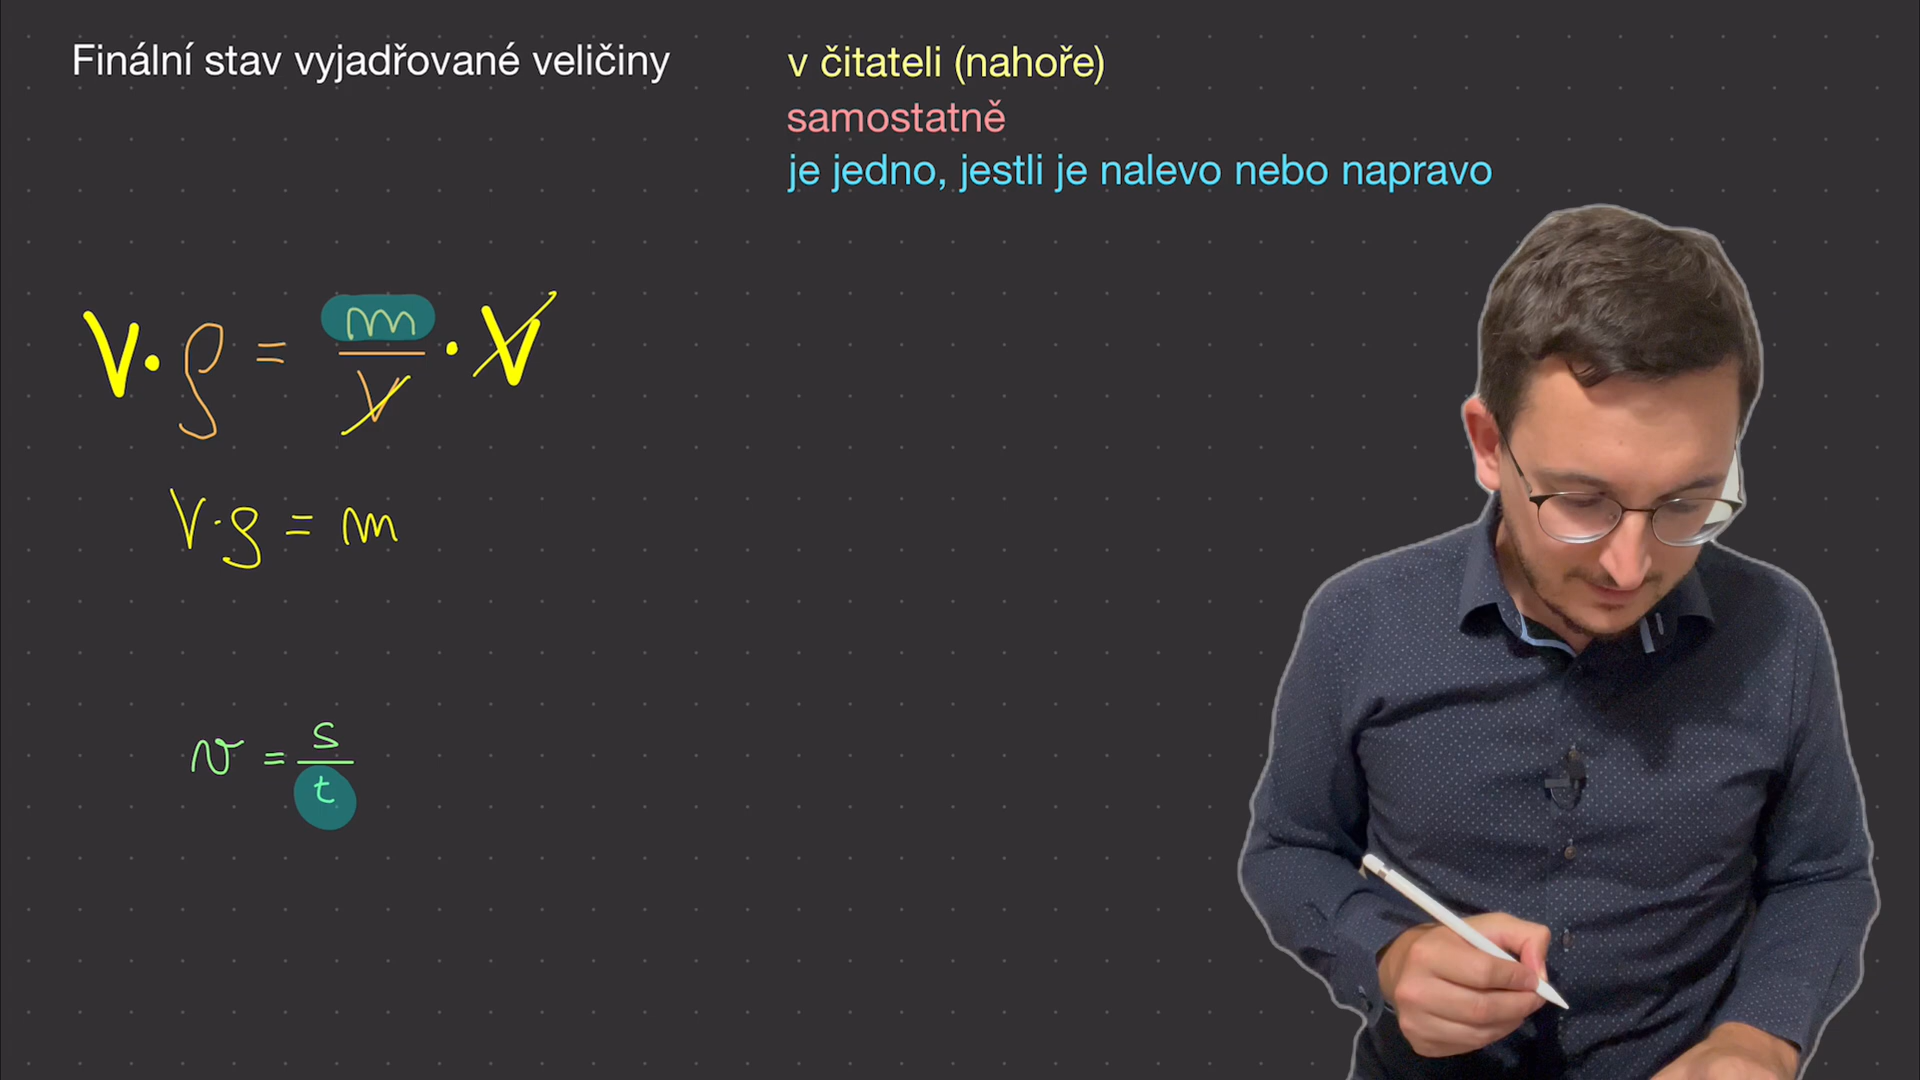 Finální stav vyjadřované veličiny
v čitateli (nahoře)
samostatně
je jedno, jestli je nalevo nebo napravo
V · ρ = m / V · V
V · ρ = m
v = s / t